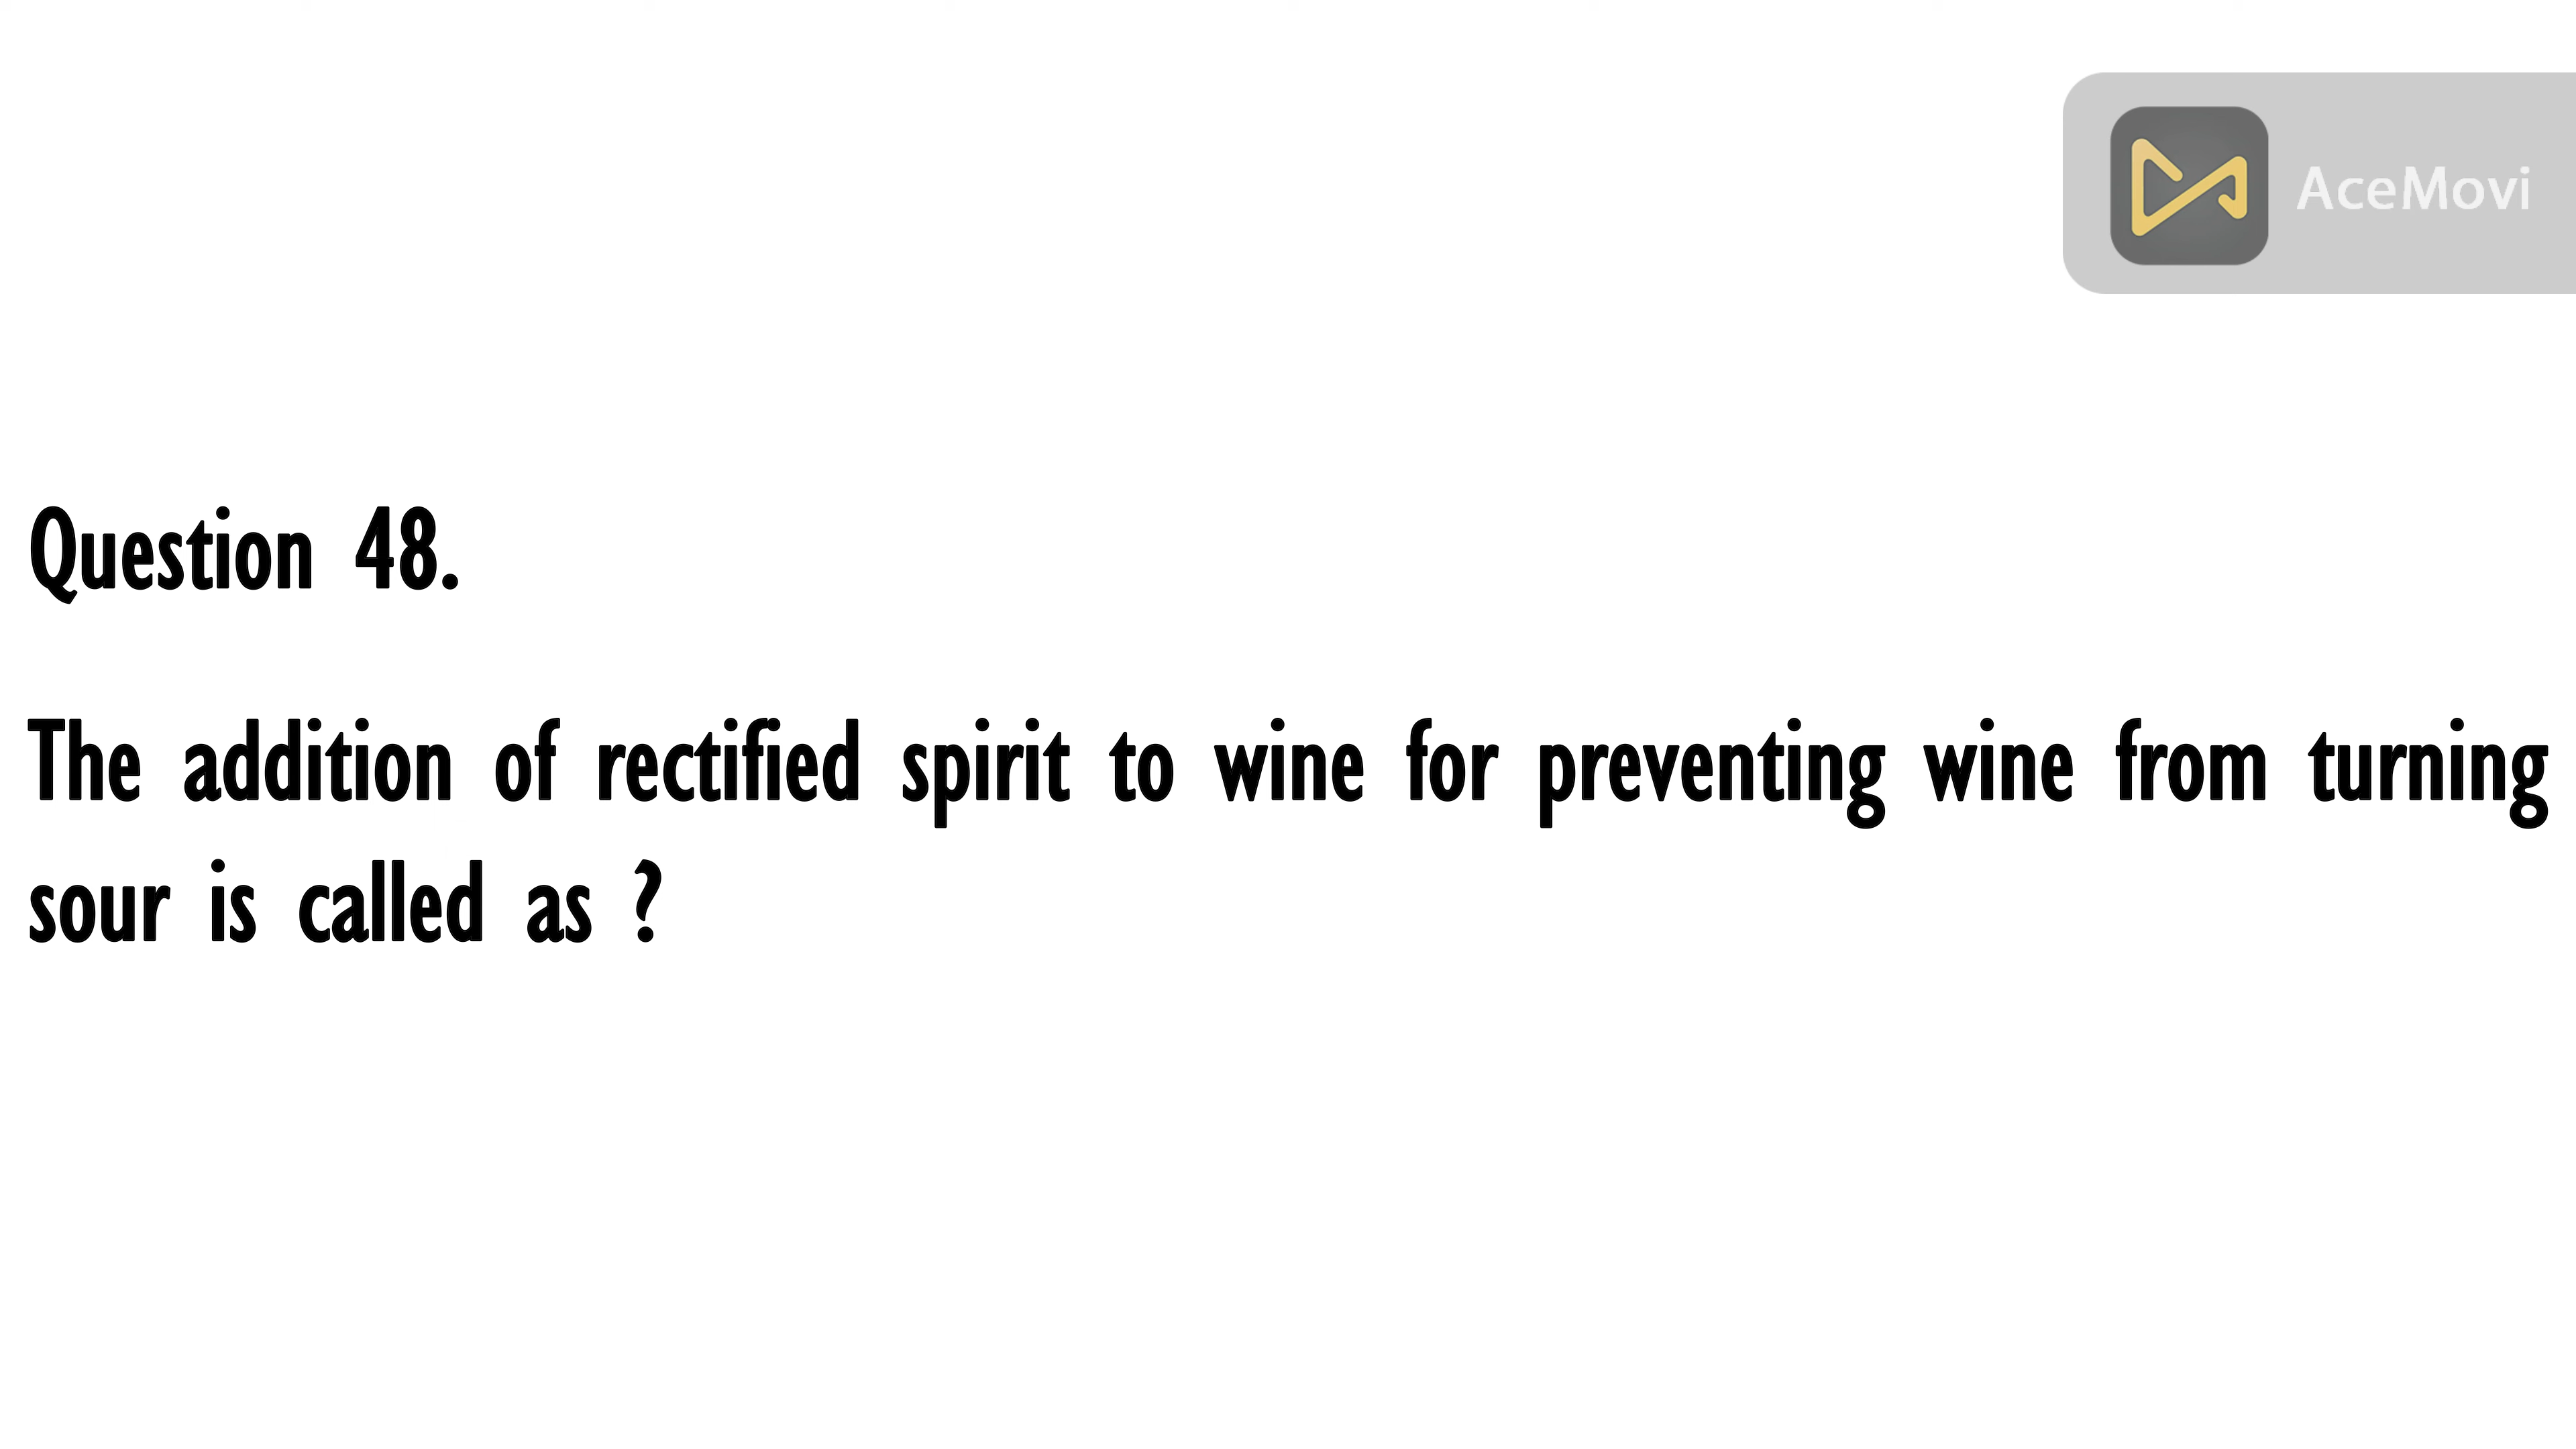 AceMovi
Question 48.
The addition of rectified spirit to wine for preventing wine from turning
sour is called as ?